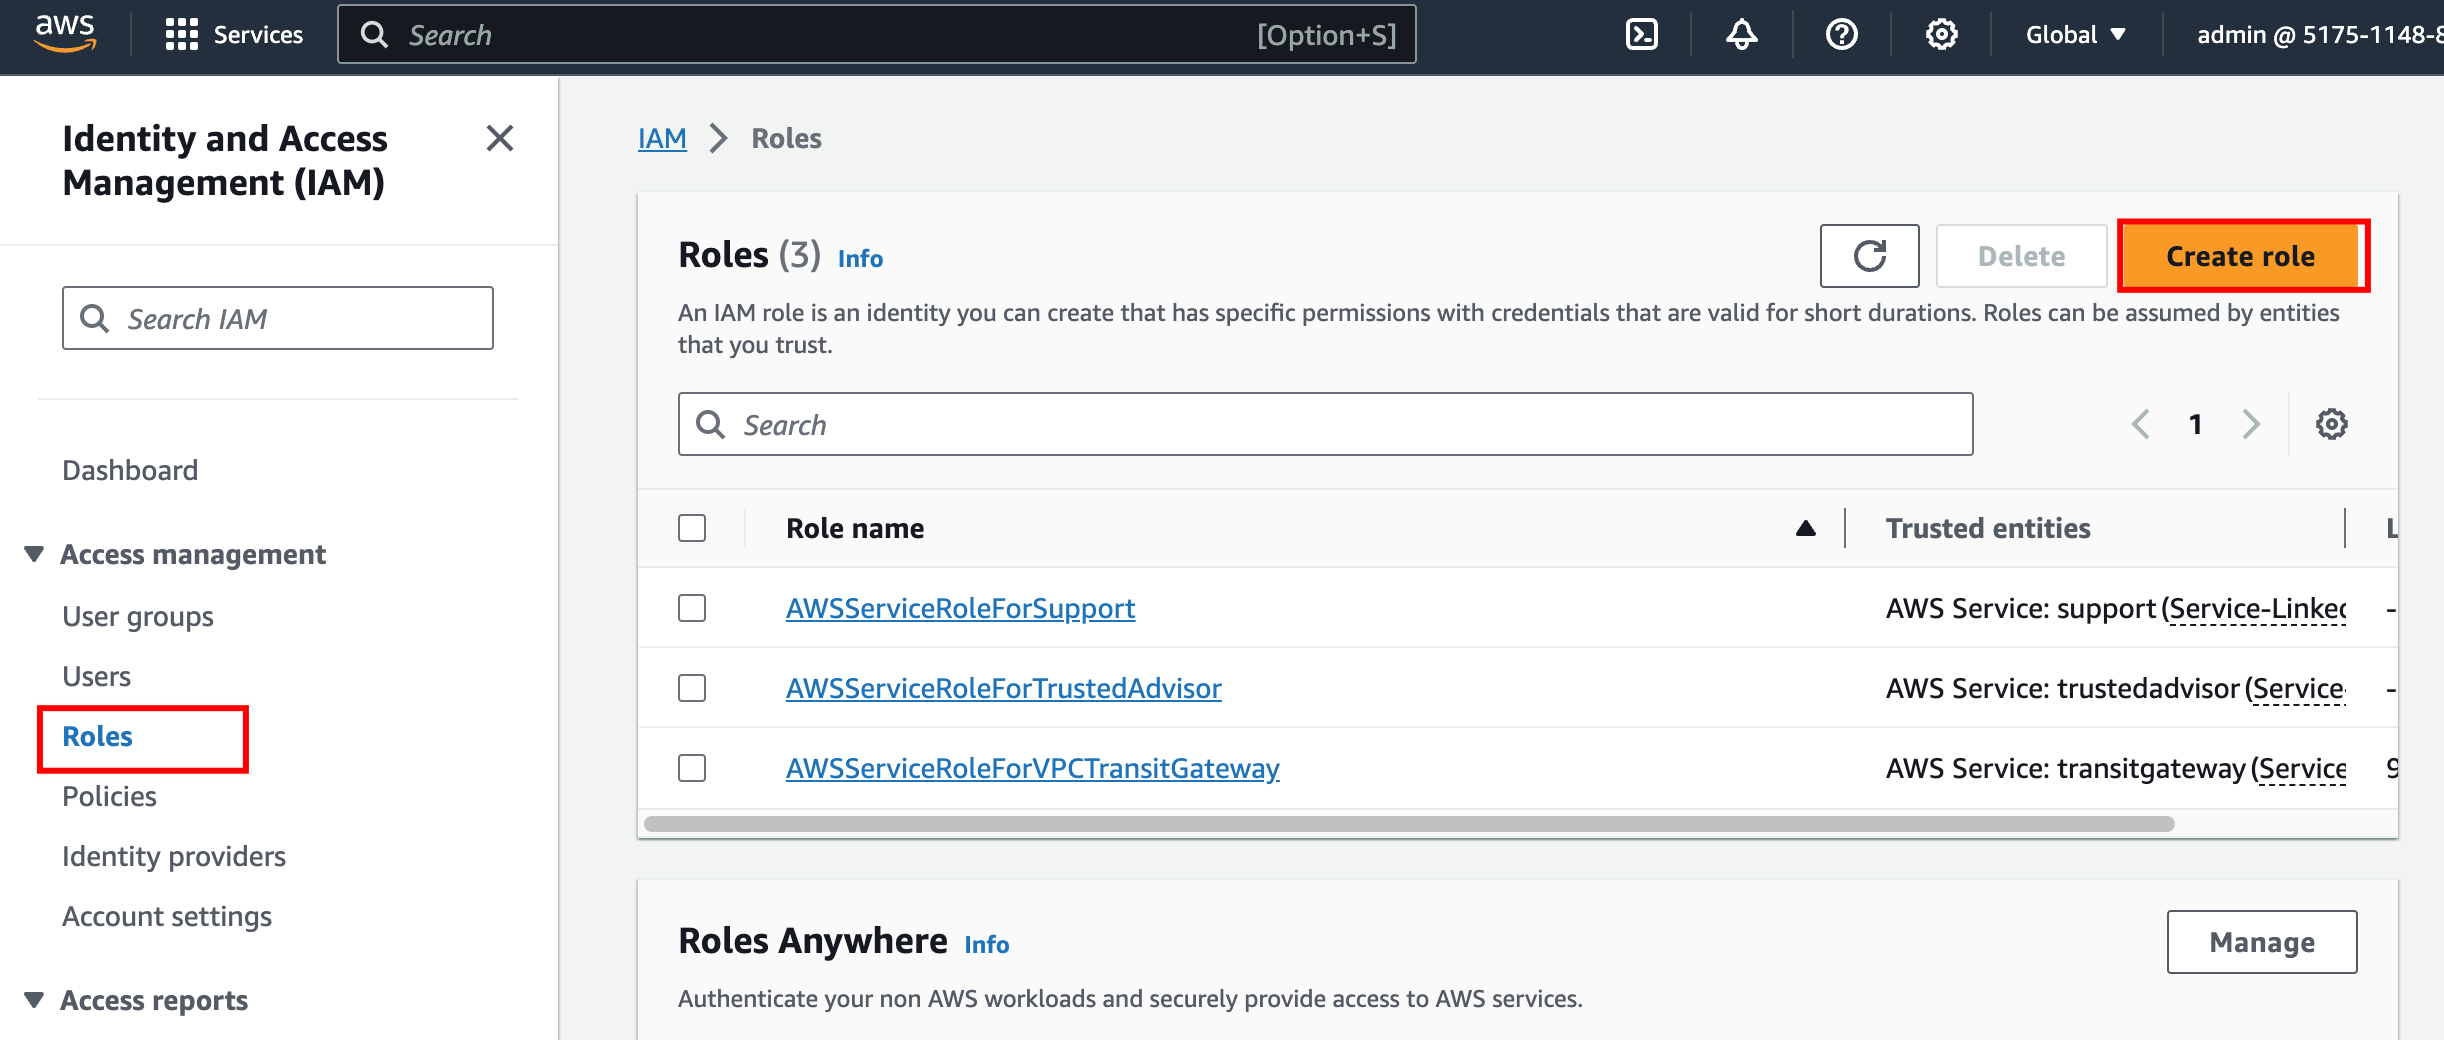 aws
Services
Search
[Option+S]
Global
admin @ 5175-1148-
Identity and Access
Management (IAM)
Search IAM
Dashboard
Access management
User groups
Users
Roles
Policies
Identity providers
Account settings
Access reports
IAM
Roles
Roles (3) Info
Delete
Create role
An IAM role is an identity you can create that has specific permissions with credentials that are valid for short durations. Roles can be assumed by entities
that you trust.
Search
1
Role name
Trusted entities
L
AWSServiceRoleForSupport
AWS Service: support (Service-Linked
-
AWSServiceRoleForTrustedAdvisor
AWS Service: trustedadvisor (Service-
-
AWSServiceRoleForVPCTransitGateway
AWS Service: transitgateway (Service
9
Roles Anywhere Info
Manage
Authenticate your non AWS workloads and securely provide access to AWS services.